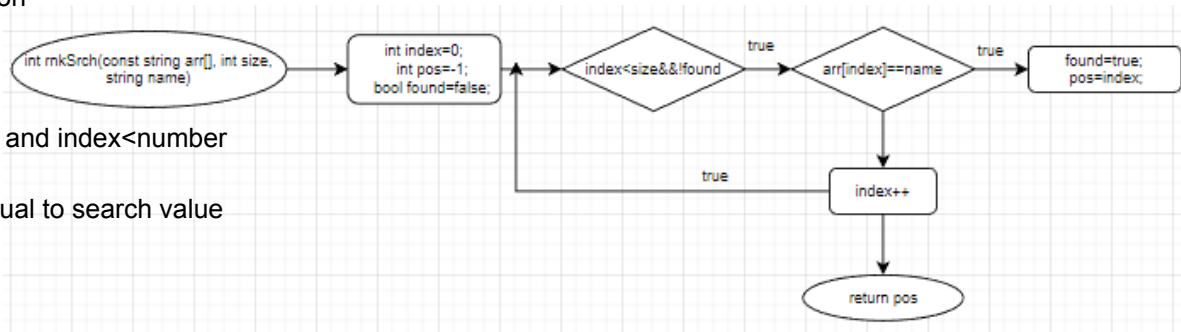 on
int rnkSrch(const string arr[], int size,
string name)
int index=0;
int pos=-1;
bool found=false;
index<size&&!found
true
arr[index]==name
true
found=true;
pos=index;
and index<number
true
index++
ual to search value
return pos